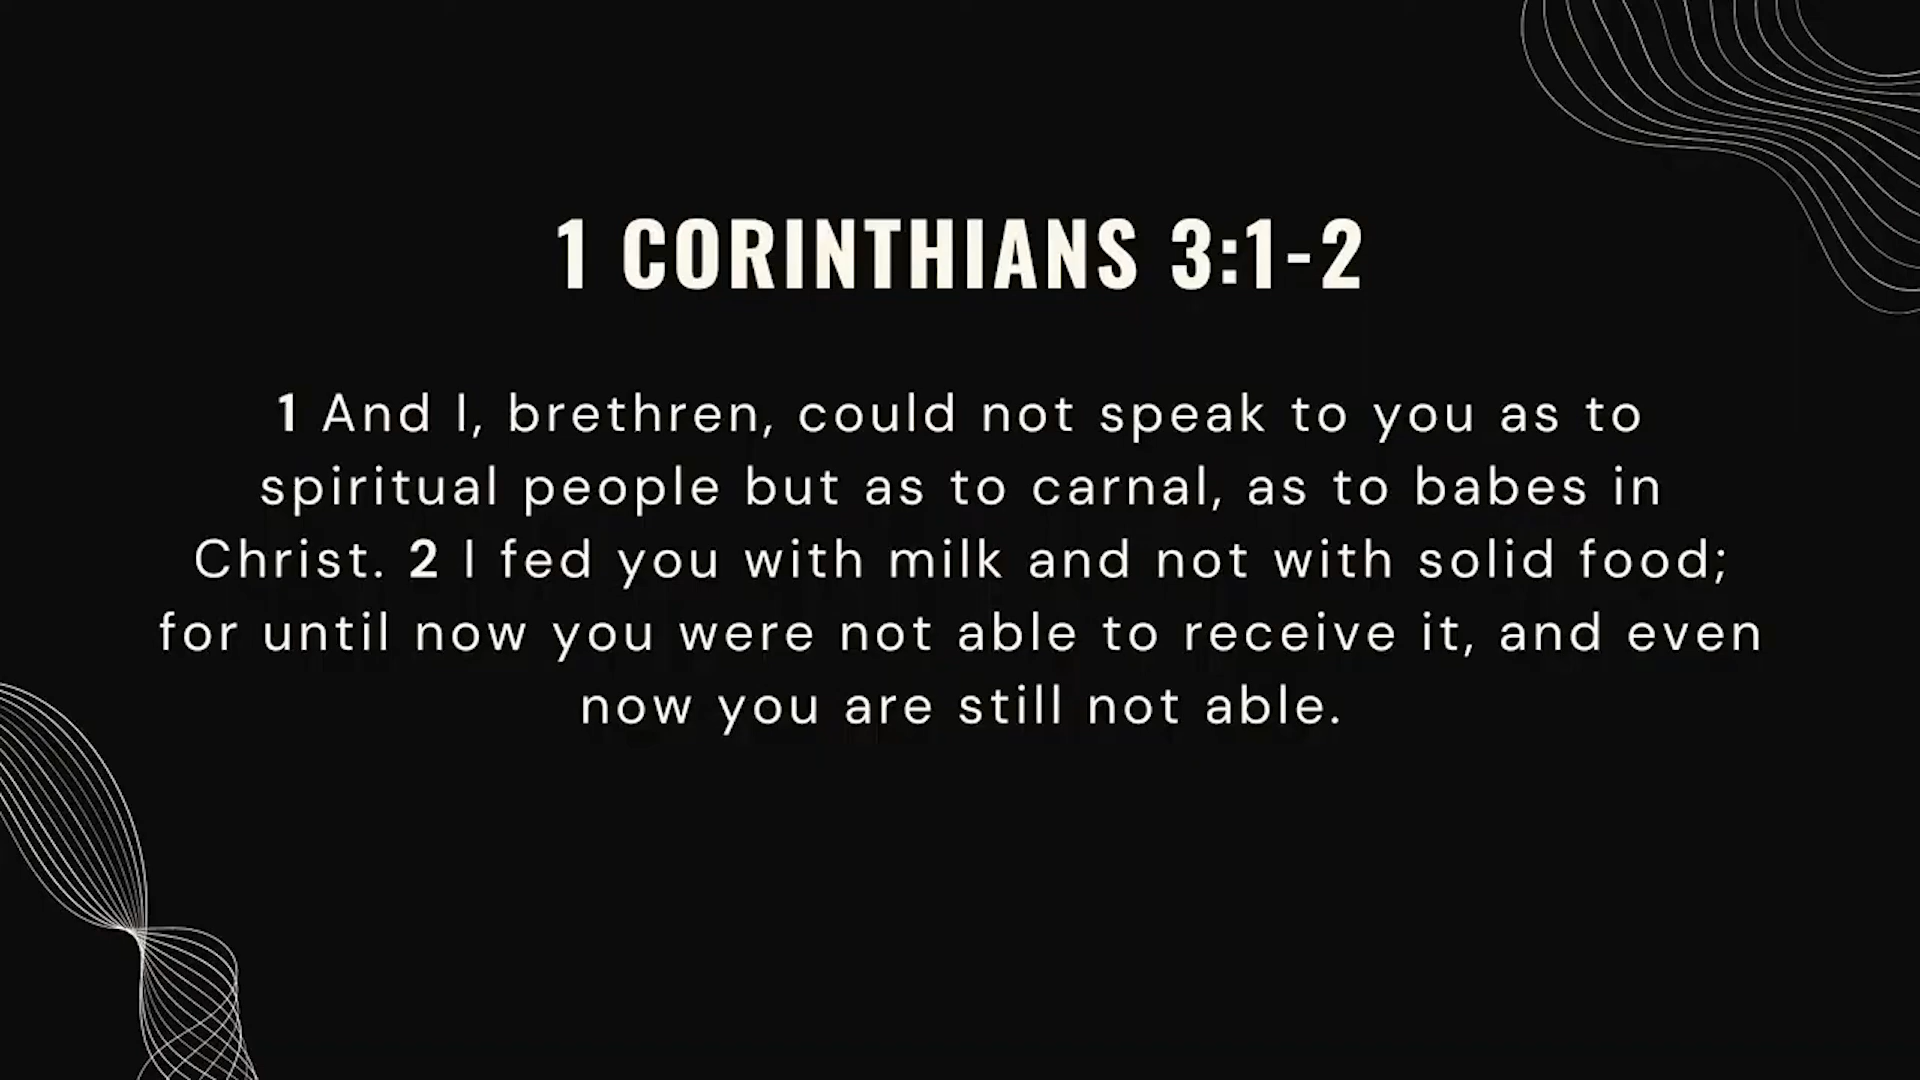 1 CORINTHIANS 3:1-2
1 And I, brethren, could not speak to you as to
spiritual people but as to carnal, as to babes in
Christ. 2 I fed you with milk and not with solid food;
for until now you were not able to receive it, and even
now you are still not able.